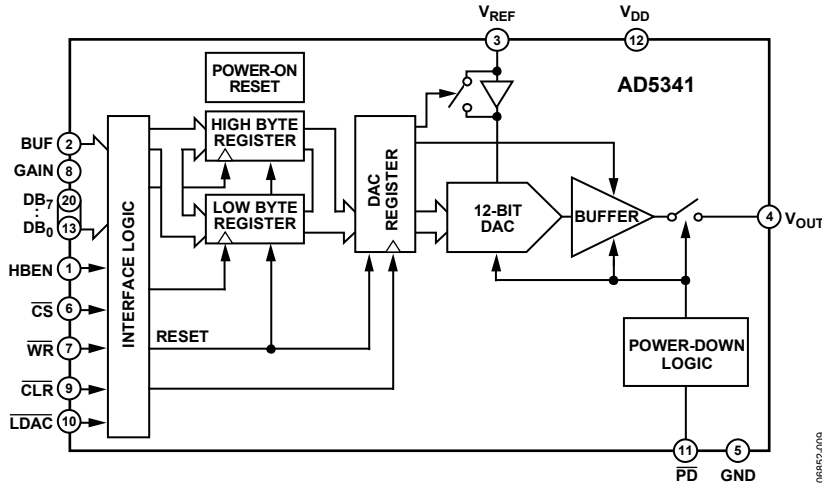 VREF
VDD
3
12
POWER-ON
RESET
AD5341
BUF 2
GAIN 8
DB7 20
:
DB0 13
HBEN 1
CS 6
WR 7
CLR 9
LDAC 10
INTERFACE LOGIC
HIGH BYTE
REGISTER
LOW BYTE
REGISTER
RESET
DAC
REGISTER
12-BIT
DAC
BUFFER
4 VOUT
POWER-DOWN
LOGIC
11
5
PD
GND
06852-009